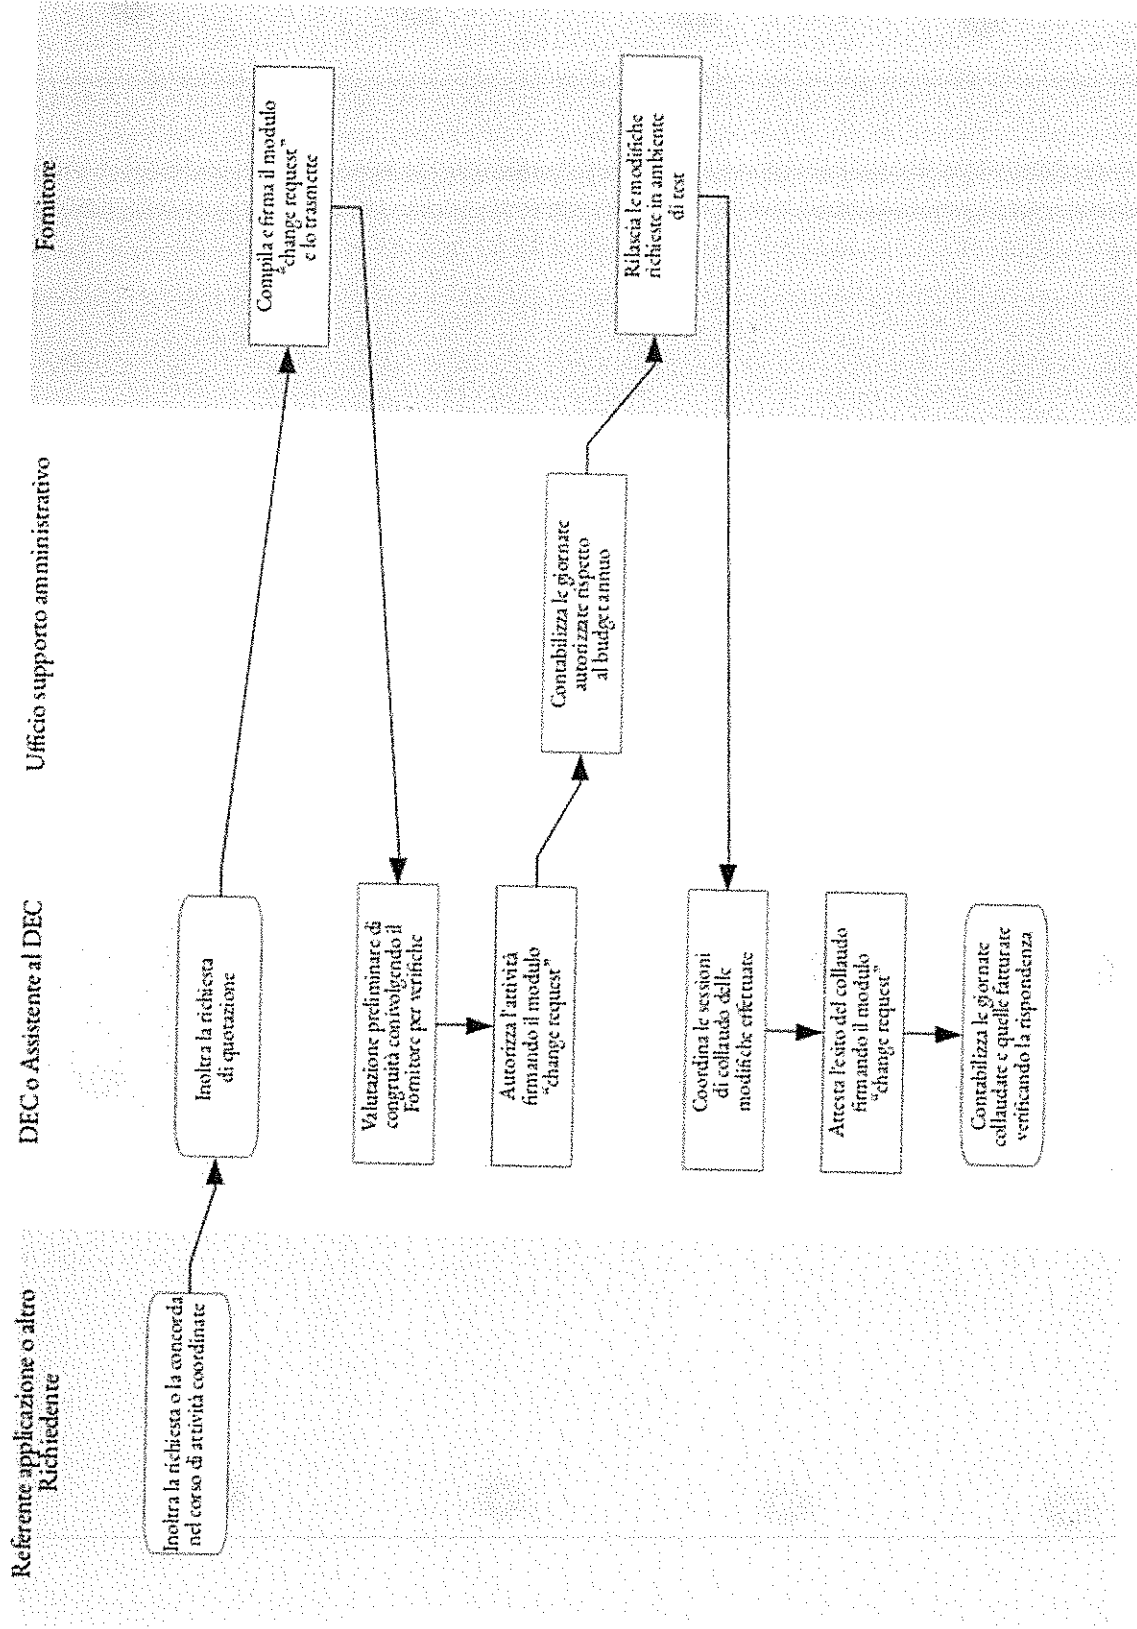 Referente applicazione o altro
Richiedente
DEC o Assistente al DEC
Ufficio supporto amministrativo
Fornitore
Inoltra la richiesta o la concorda
nel corso di attività coordinate
Inoltra la richiesta
di quotazione
Compila e firma il modulo
“change request”
e lo trasmette
Valutazione preliminare di
congruità conivolgendo il
Fornitore per verifiche
Autorizza l'attività
firmando il modulo
“change request”
Contabilizza le giornate
autorizzate rispetto
al budget annuo
Rilascia le modifiche
richieste in ambiente
di test
Coordina le sessioni
di collaudo delle
modifiche effettuate
Attesta l'esito del collaudo
firmando il modulo
“change request”
Contabilizza le giornate
collaudate e quelle fatturate
verificando la rispondenza